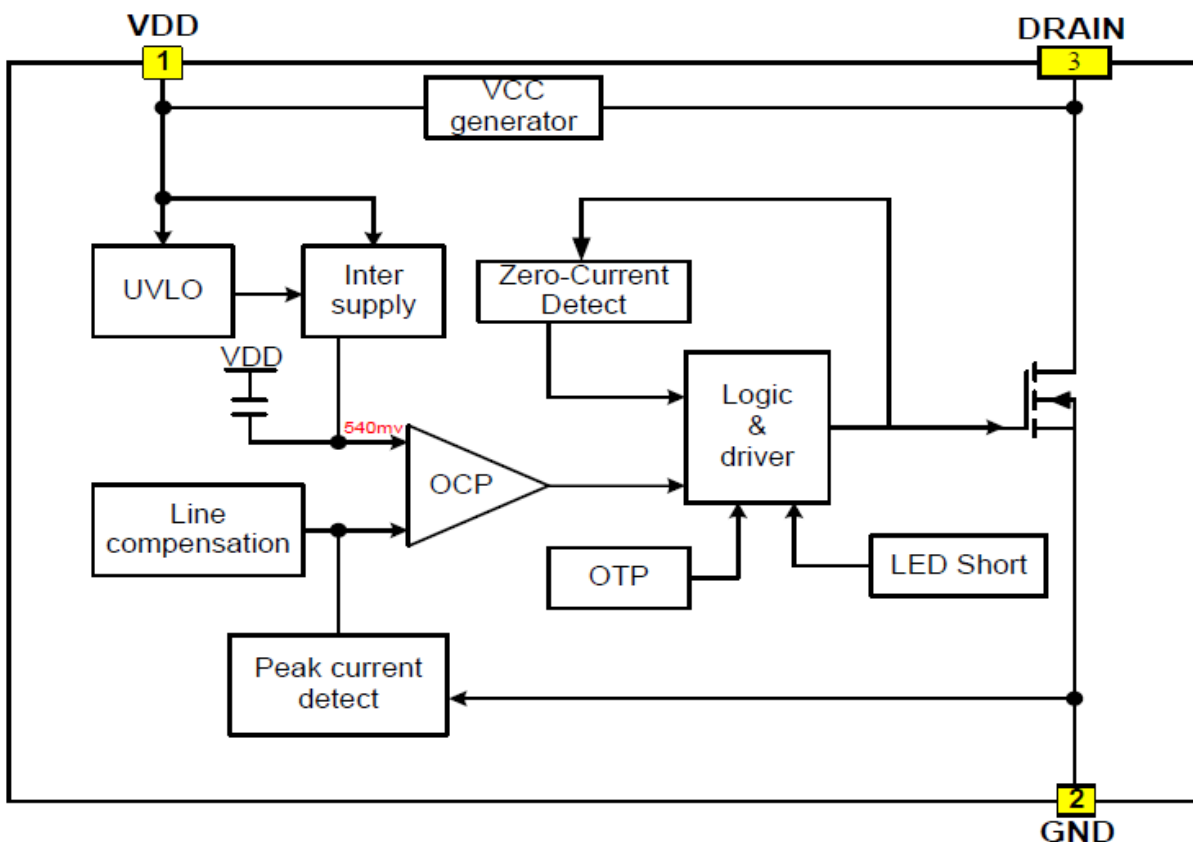 VDD
DRAIN
1
3
VCC
generator
UVLO
Inter
supply
Zero-Current
Detect
VDD
Logic
&
driver
540mv
OCP
Line
compensation
OTP
LED Short
Peak current
detect
2
GND